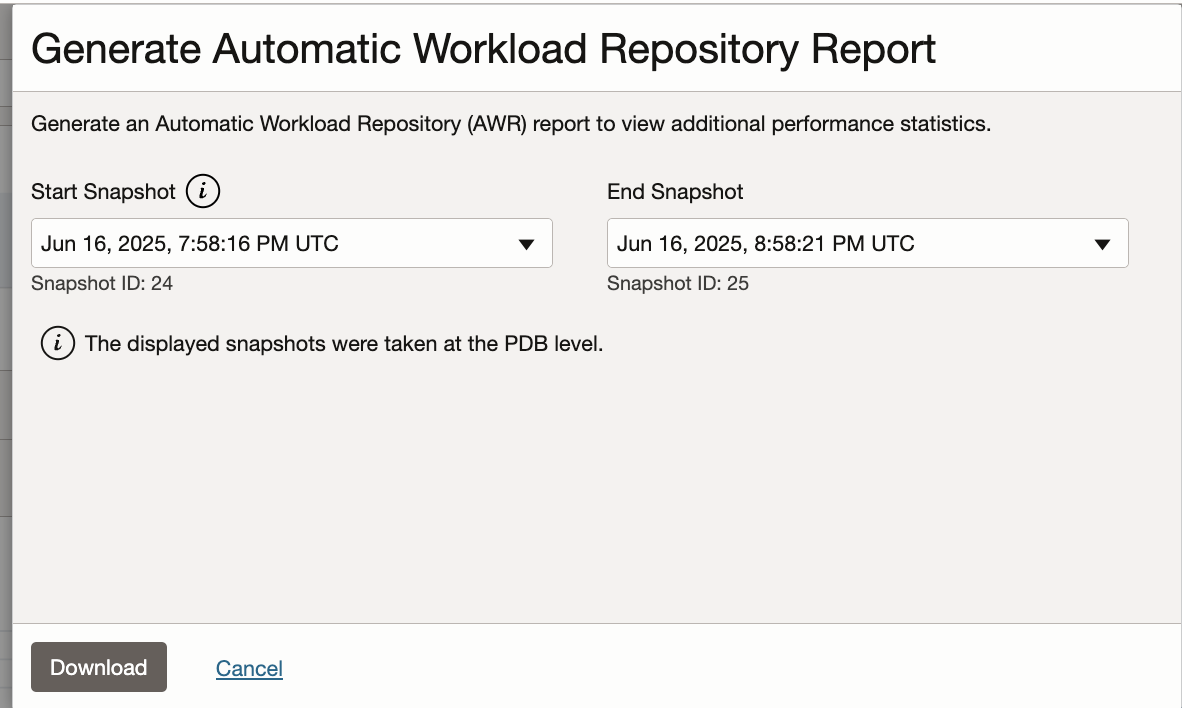 Generate Automatic Workload Repository Report
Generate an Automatic Workload Repository (AWR) report to view additional performance statistics.
Start Snapshot i
Jun 16, 2025, 7:58:16 PM UTC
Snapshot ID: 24
End Snapshot
Jun 16, 2025, 8:58:21 PM UTC
Snapshot ID: 25
i The displayed snapshots were taken at the PDB level.
Download
Cancel